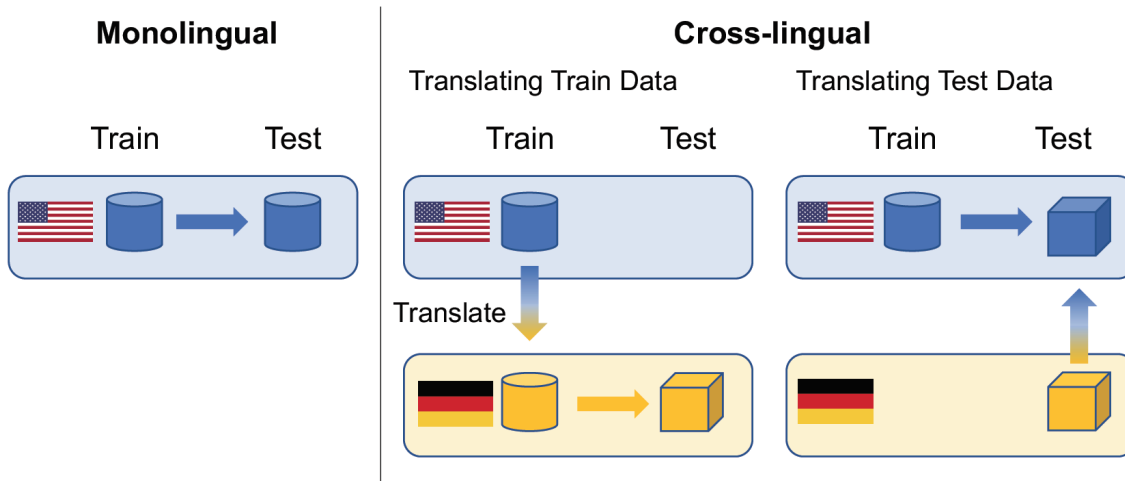 Monolingual
Train Test
Cross-lingual
Translating Train Data
Train Test
Translate
Translating Test Data
Train Test